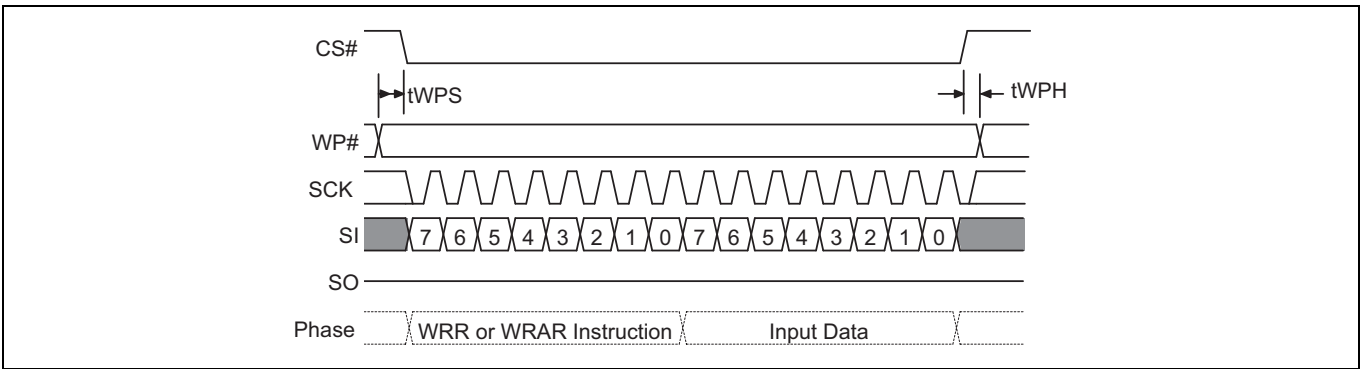 CS#
tWPS
tWPH
WP#
SCK
SI 7 6 5 4 3 2 1 0 7 6 5 4 3 2 1 0
SO
Phase WRR or WRAR Instruction Input Data